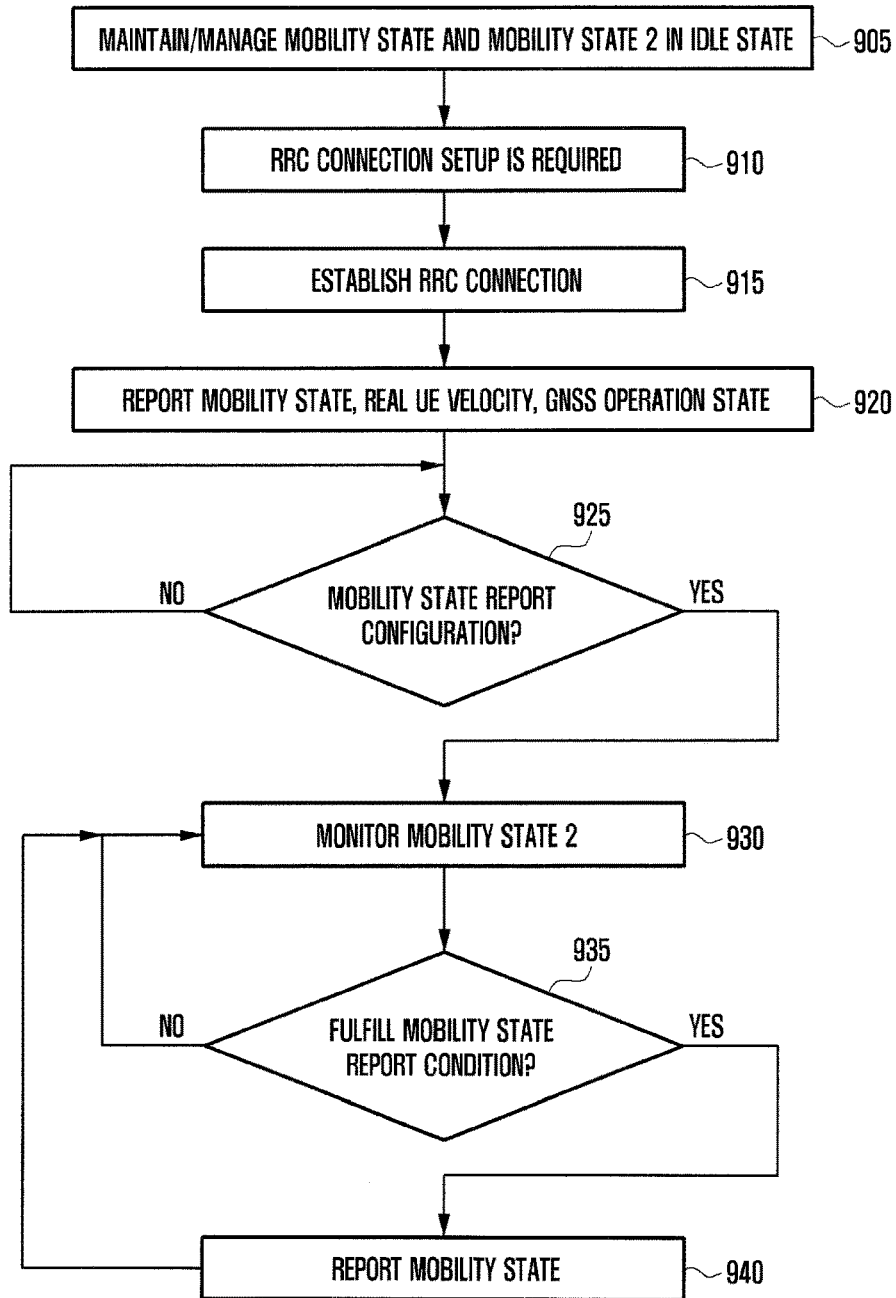 MAINTAIN/MANAGE MOBILITY STATE AND MOBILITY STATE 2 IN IDLE STATE
905
RRC CONNECTION SETUP IS REQUIRED
910
ESTABLISH RRC CONNECTION
915
REPORT MOBILITY STATE, REAL UE VELOCITY, GNSS OPERATION STATE
920
925
NO
MOBILITY STATE REPORT
CONFIGURATION?
YES
MONITOR MOBILITY STATE 2
930
935
NO
FULFILL MOBILITY STATE
REPORT CONDITION?
YES
REPORT MOBILITY STATE
940